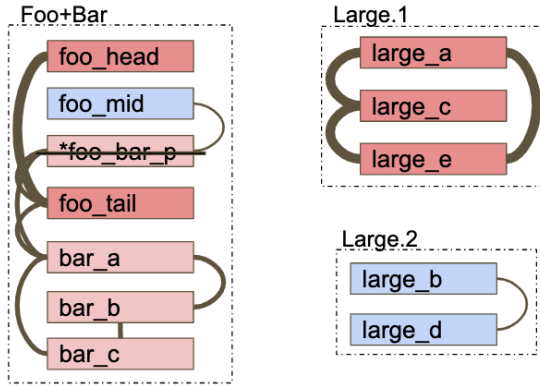 Foo+Bar
foo_head
foo_mid
*foo_bar_p
foo_tail
bar_a
bar_b
bar_c
Large.1
large_a
large_c
large_e
Large.2
large_b
large_d